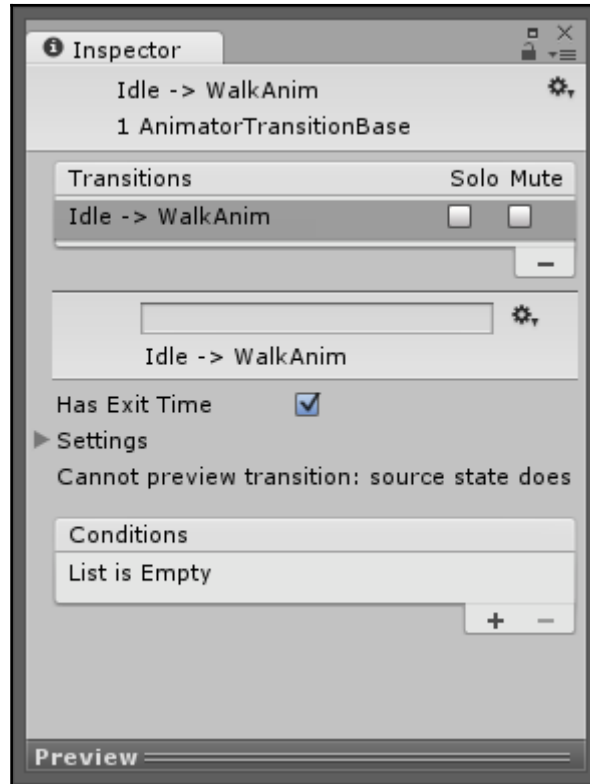 Inspector
Idle -> WalkAnim
1 AnimatorTransitionBase
Transitions Solo Mute
Idle -> WalkAnim
Idle -> WalkAnim
Has Exit Time
Settings
Cannot preview transition: source state does
Conditions
List is Empty
Preview